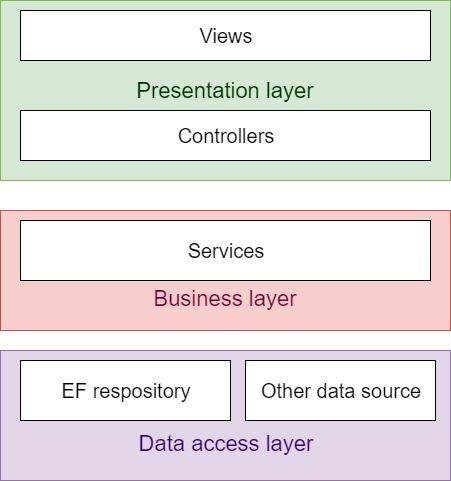 Views
Presentation layer
Controllers
Services
Business layer
EF respository
Other data source
Data access layer